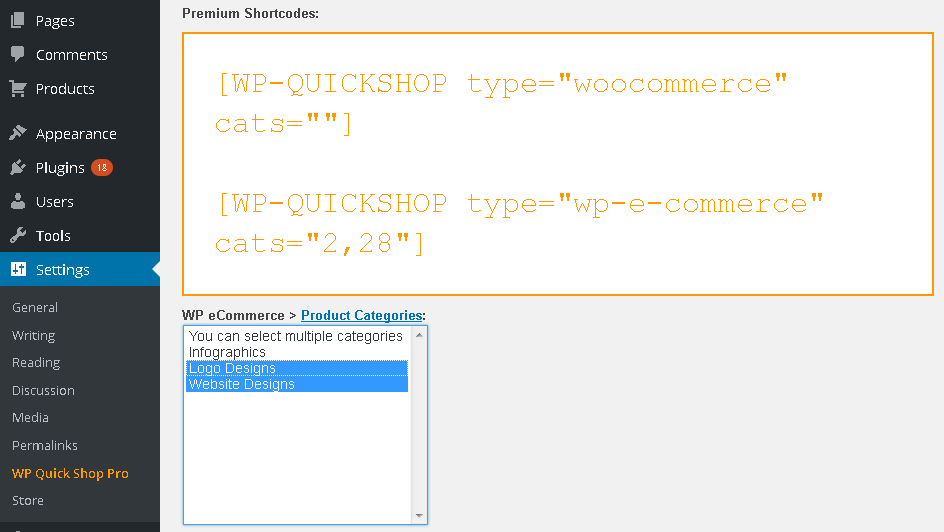 Pages
Comments
Products
Appearance
Plugins 18
Users
Tools
Settings
General
Writing
Reading
Discussion
Media
Permalinks
WP Quick Shop Pro
Store
Premium Shortcodes:
[WP-QUICKSHOP type="woocommerce"
cats=""]
[WP-QUICKSHOP type="wp-e-commerce"
cats="2,28"]
WP eCommerce > Product Categories:
You can select multiple categories
Infographics
Logo Designs
Website Designs